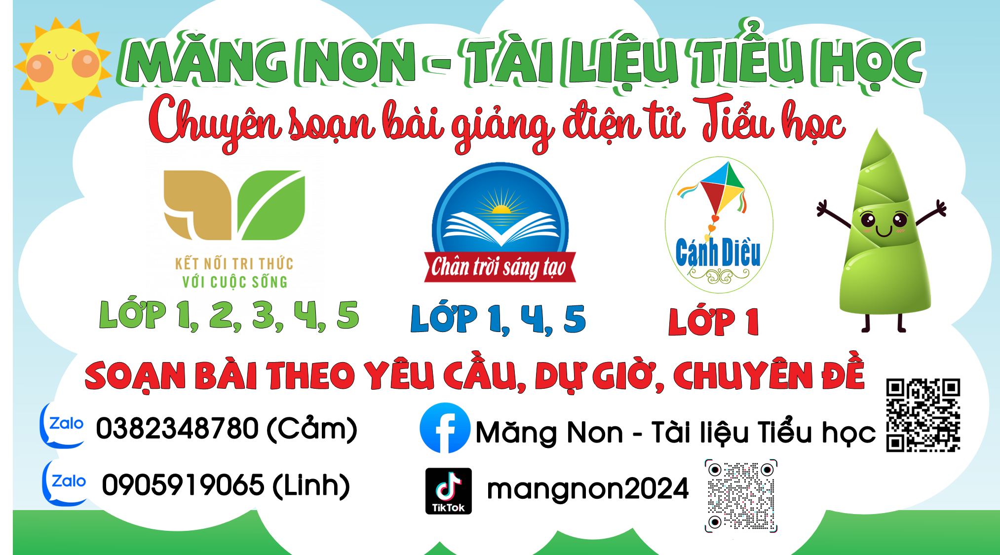 MĂNG NON - TÀI LIỆU TIỂU HỌC
Chuyên soạn bài giảng điện tử Tiểu học
KẾT NỐI TRI THỨC
VỚI CUỘC SỐNG
Chân trời sáng tạo
Cánh Diều
LỚP 1, 2, 3, 4, 5
LỚP 1, 4, 5
LỚP 1
SOẠN BÀI THEO YÊU CẦU, DỰ GIỜ, CHUYÊN ĐỀ
Zalo 0382348780 (Cảm)
f Măng Non - Tài liệu Tiểu học
Zalo 0905919065 (Linh)
TikTok mangnon2024